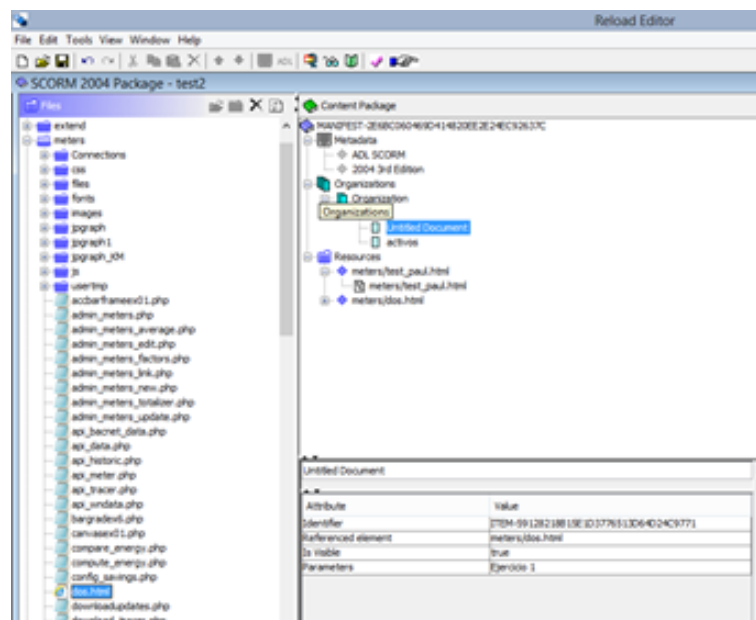 Reload Editor
File Edit Tools View Window Help
SCORM 2004 Package - test2
Files
extend
meters
Connections
css
files
fonts
images
jpgraph
jpgraph1
jpgraph_KM
js
usertmp
accbarframeex01.php
admin_meters.php
admin_meters_average.php
admin_meters_edit.php
admin_meters_factors.php
admin_meters_link.php
admin_meters_new.php
admin_meters_totalizer.php
admin_meters_update.php
api_bacnet_data.php
api_data.php
api_historic.php
api_meter.php
api_tracer.php
api_wndata.php
bargradex6.php
canvasex01.php
compare_energy.php
compute_energy.php
config_savings.php
dos.html
downloadupdates.php
Content Package
Metadata
ADL SCORM
2004 3rd Edition
Organizations
Organization
Organizations
Untitled Document
activos
Resources
meters/test_paul.html
meters/test_paul.html
meters/dos.html
Untitled Document
Attribute Value
Identifier
Referenced element meters/dos.html
Is Visible true
Parameters Ejercicio 1